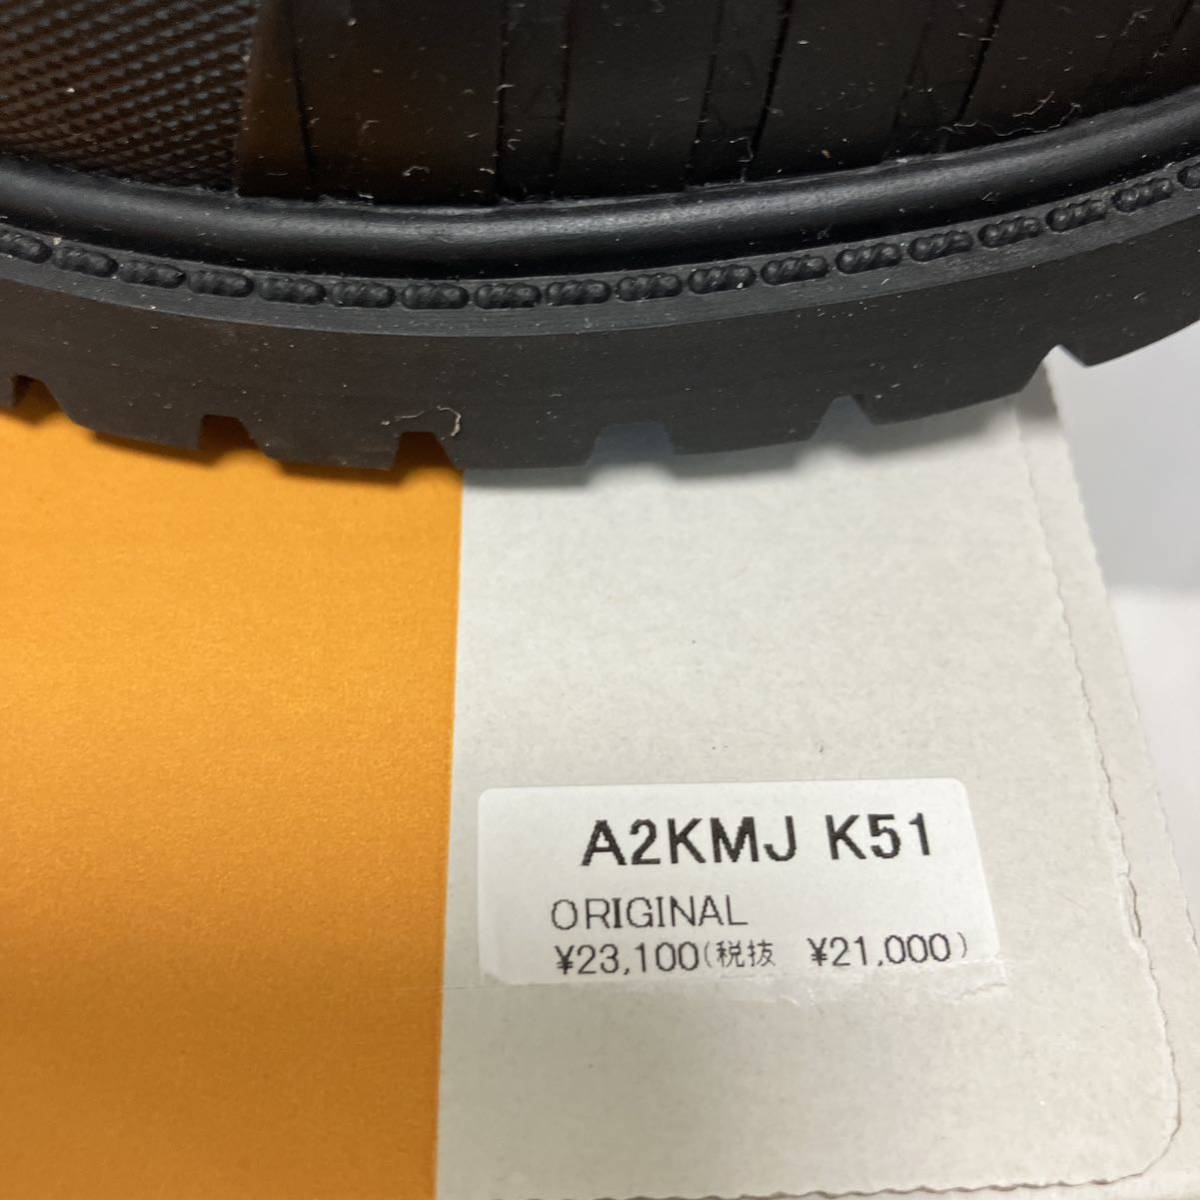 A2KMJ K51
ORIGINAL
¥23,100(税抜 ¥21,000)